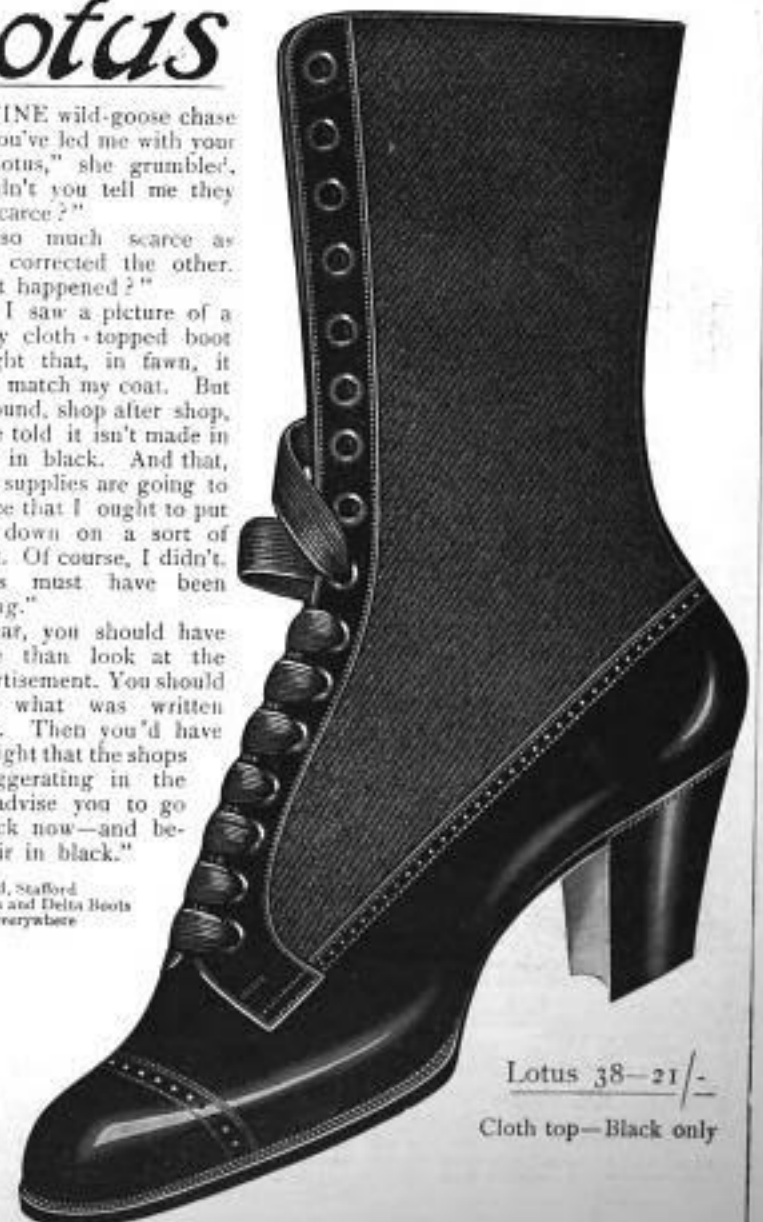 otus
INE wild-goose chase
ou've led me with your
otus," she grumbled,
dn't you tell me they
carce?"
so much scarce as
corrected the other.
t happened?"
I saw a picture of a
y cloth-topped boot
ght that, in fawn, it
match my coat. But
ound, shop after shop,
e told it isn't made in
in black. And that,
supplies are going to
ce that I ought to put
down on a sort of
. Of course, I didn't.
s must have been
ng."
ar, you should have
e than look at the
rtisement. You should
what was written
. Then you'd have
ight that the shops
ggerating in the
advise you to go
ck now—and be-
ir in black."
d, Stafford
s and Delta Boots
verywhere
Lotus 38—21/-
Cloth top—Black only